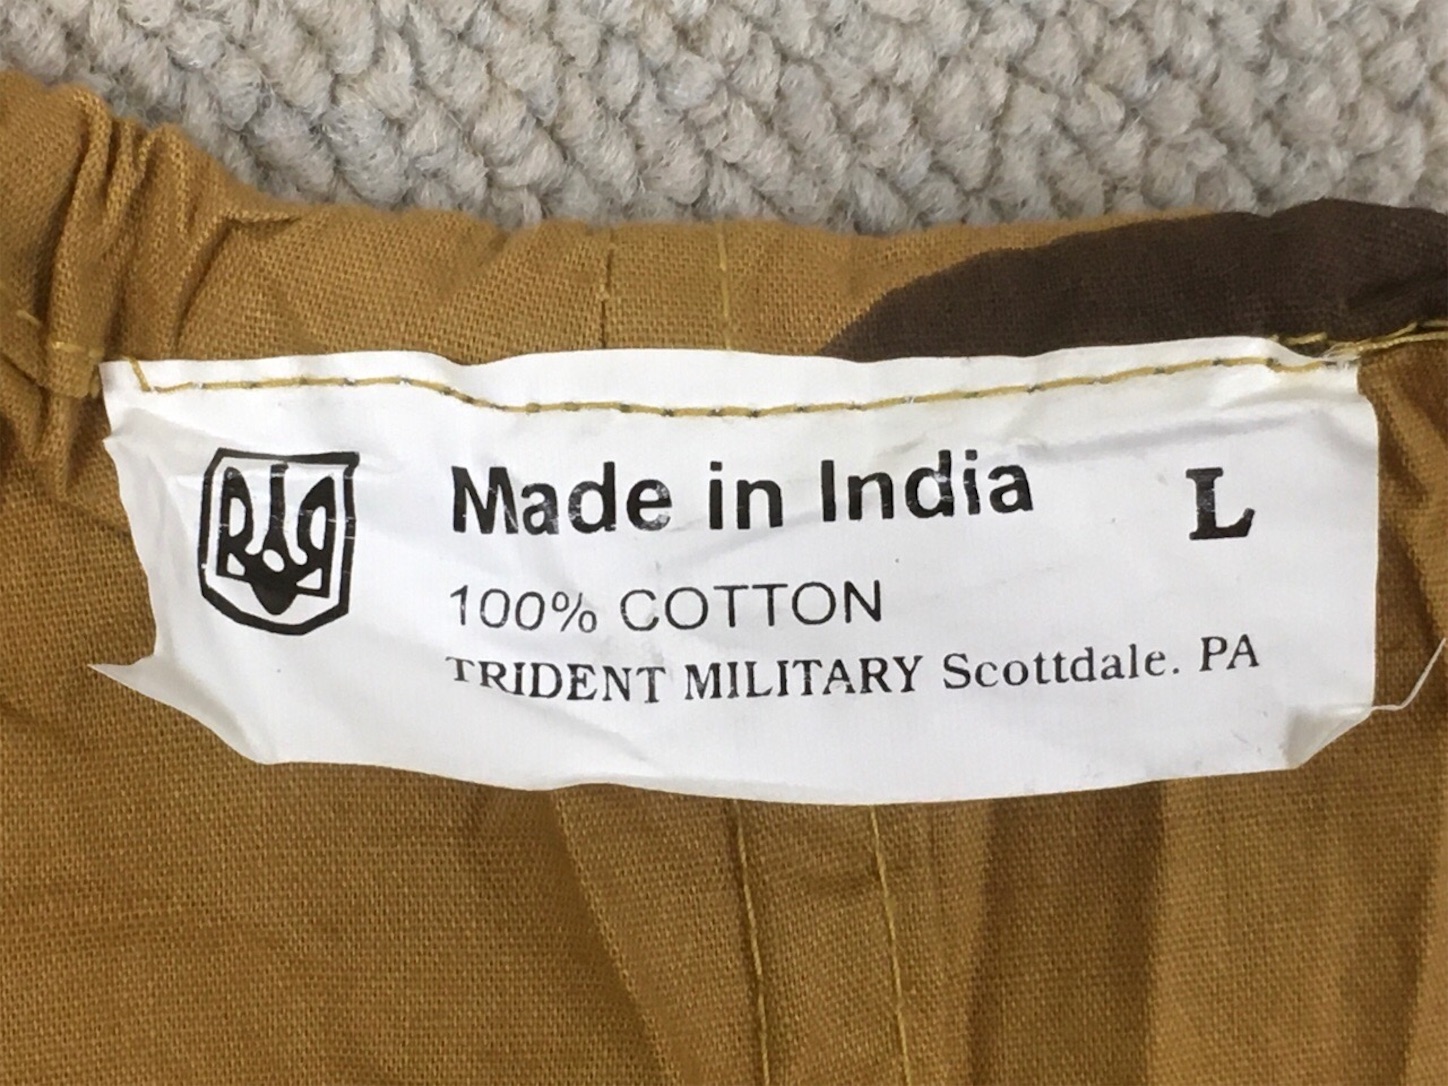 Made in India L
100% COTTON
TRIDENT MILITARY Scottdale. PA